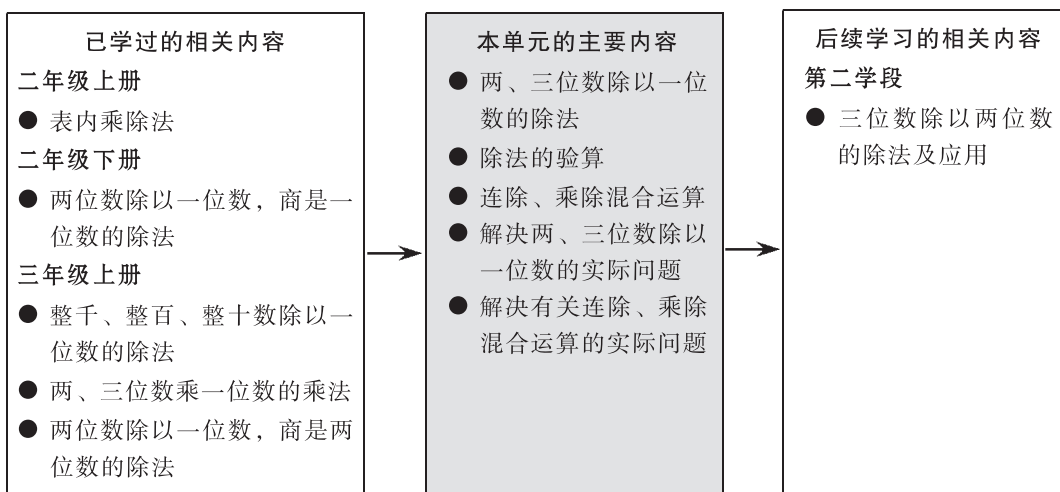 已学过的相关内容
二年级上册
● 表内乘除法
二年级下册
● 两位数除以一位数，商是一
位数的除法
三年级上册
● 整千、整百、整十数除以一
位数的除法
● 两、三位数乘一位数的乘法
● 两位数除以一位数，商是两
位数的除法
本单元的主要内容
● 两、三位数除以一位
数的除法
● 除法的验算
● 连除、乘除混合运算
● 解决两、三位数除以
一位数的实际问题
● 解决有关连除、乘除
混合运算的实际问题
后续学习的相关内容
第二学段
● 三位数除以两位数
的除法及应用